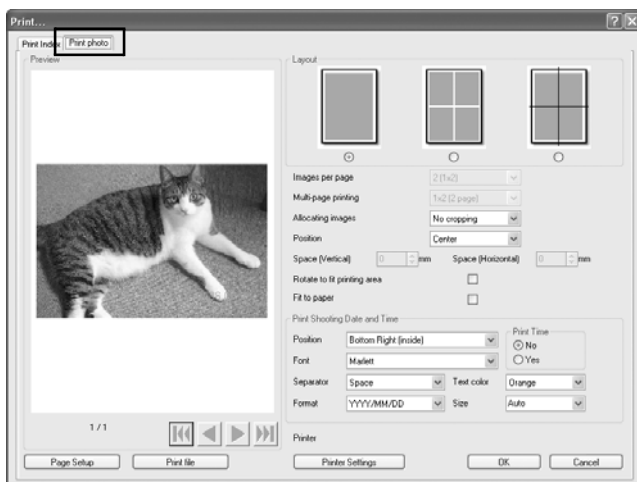 Print...
Print Index
Print photo
Preview
1 / 1
Page Setup
Print file
Layout
Images per page
2 (1x2)
Multi-page printing
1x2 (2 page)
Allocating images
No cropping
Position
Center
Space (Vertical)
0
mm
Space (Horizontal)
0
mm
Rotate to fit printing area
Fit to paper
Print Shooting Date and Time
Position
Bottom Right (inside)
Print Time
No
Yes
Font
Marlett
Separator
Space
Text color
Orange
Format
YYYY/MM/DD
Size
Auto
Printer
Printer Settings
OK
Cancel